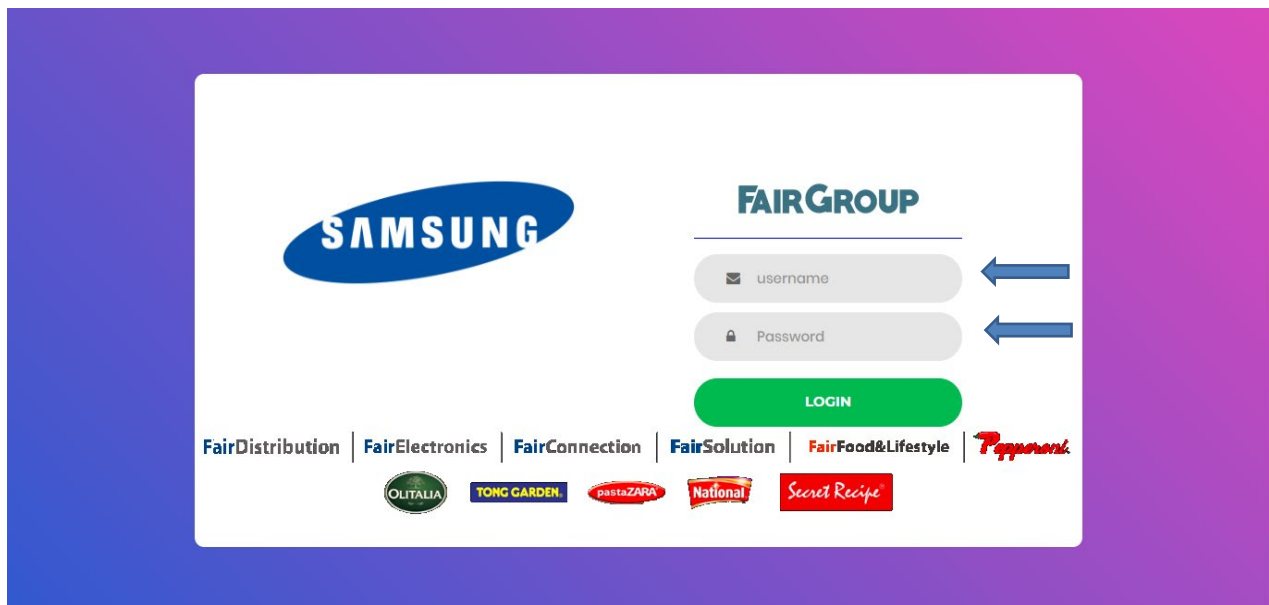 SAMSUNG
FAIRGROUP
username
Password
LOGIN
FairDistribution FairElectronics FairConnection FairSolution FairFood&Lifestyle Pepperoni
OLITALIA TONG GARDEN. pastaZARA National Secret Recipe